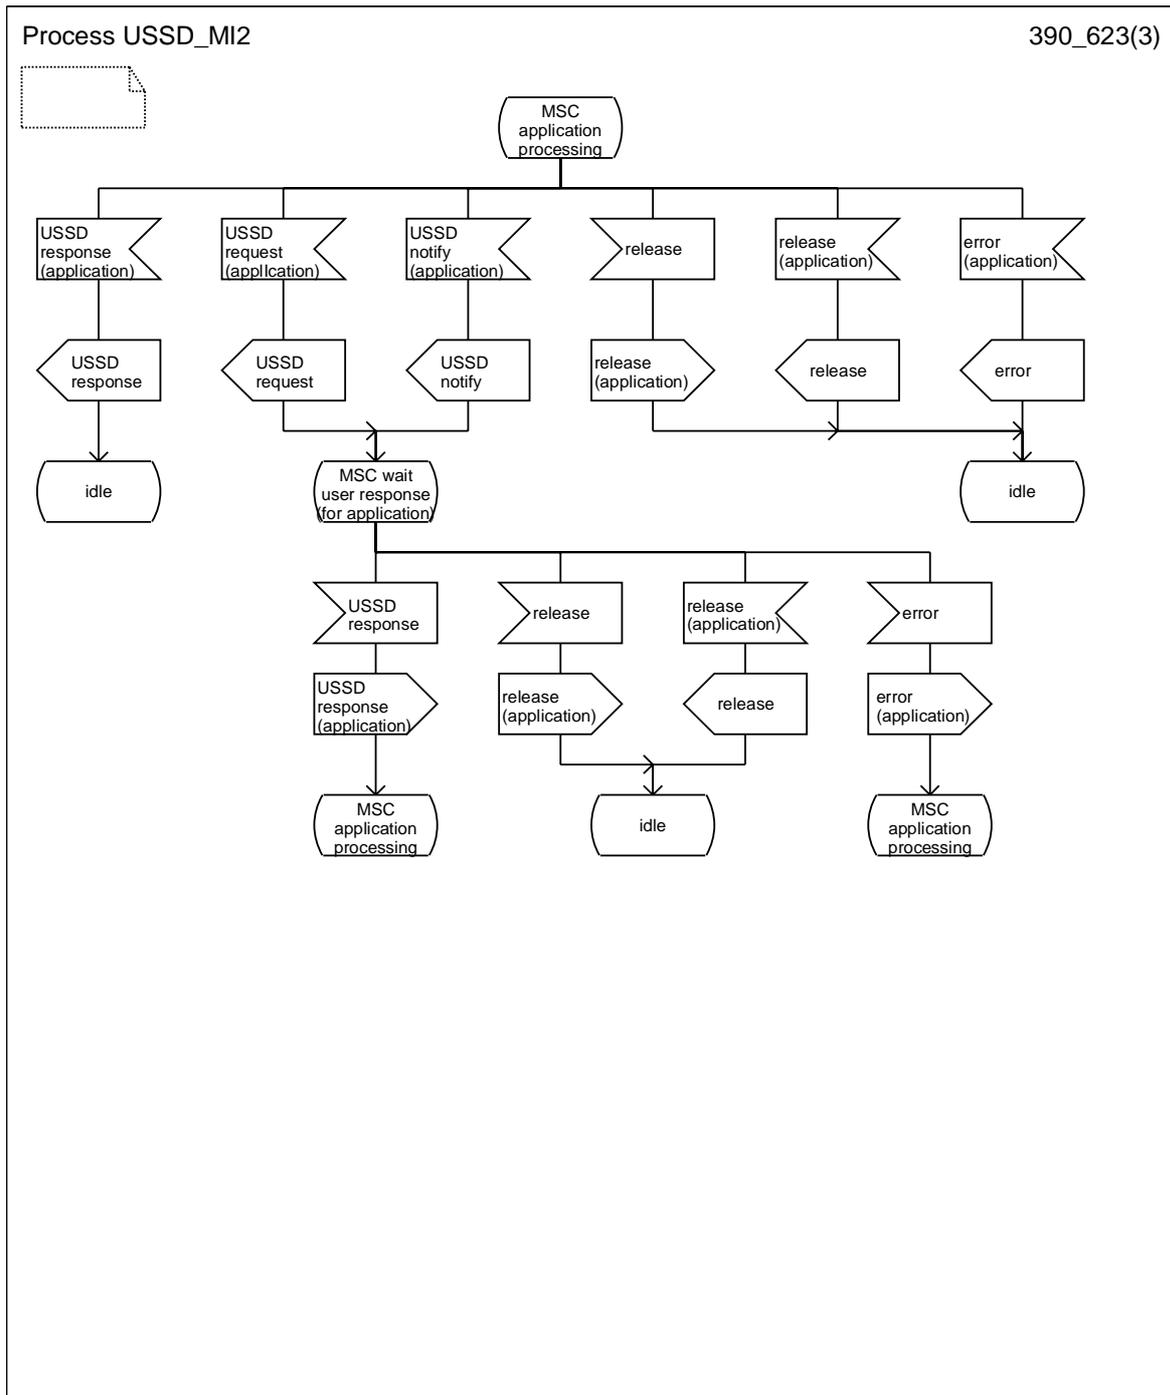 Process USSD_MI2
390_623(3)
MSC
application
processing
USSD
response
(application)
USSD
request
(application)
USSD
notify
(application)
release
release
(application)
error
(application)
USSD
response
USSD
request
USSD
notify
release
(application)
release
error
idle
MSC wait
user response
(for application)
idle
USSD
response
release
release
(application)
error
USSD
response
(application)
release
(application)
release
error
(application)
MSC
application
processing
idle
MSC
application
processing